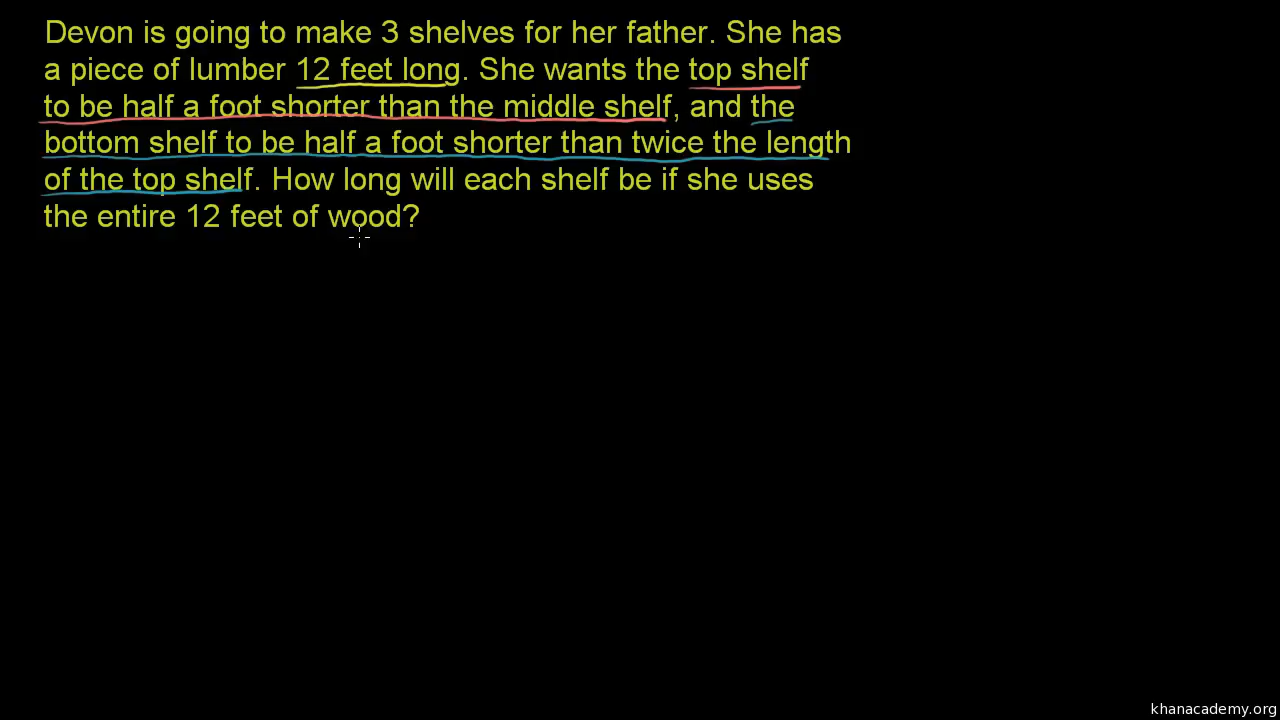 Devon is going to make 3 shelves for her father. She has
a piece of lumber 12 feet long. She wants the top shelf
to be half a foot shorter than the middle shelf, and the
bottom shelf to be half a foot shorter than twice the length
of the top shelf. How long will each shelf be if she uses
the entire 12 feet of wood?
khanacademy.org